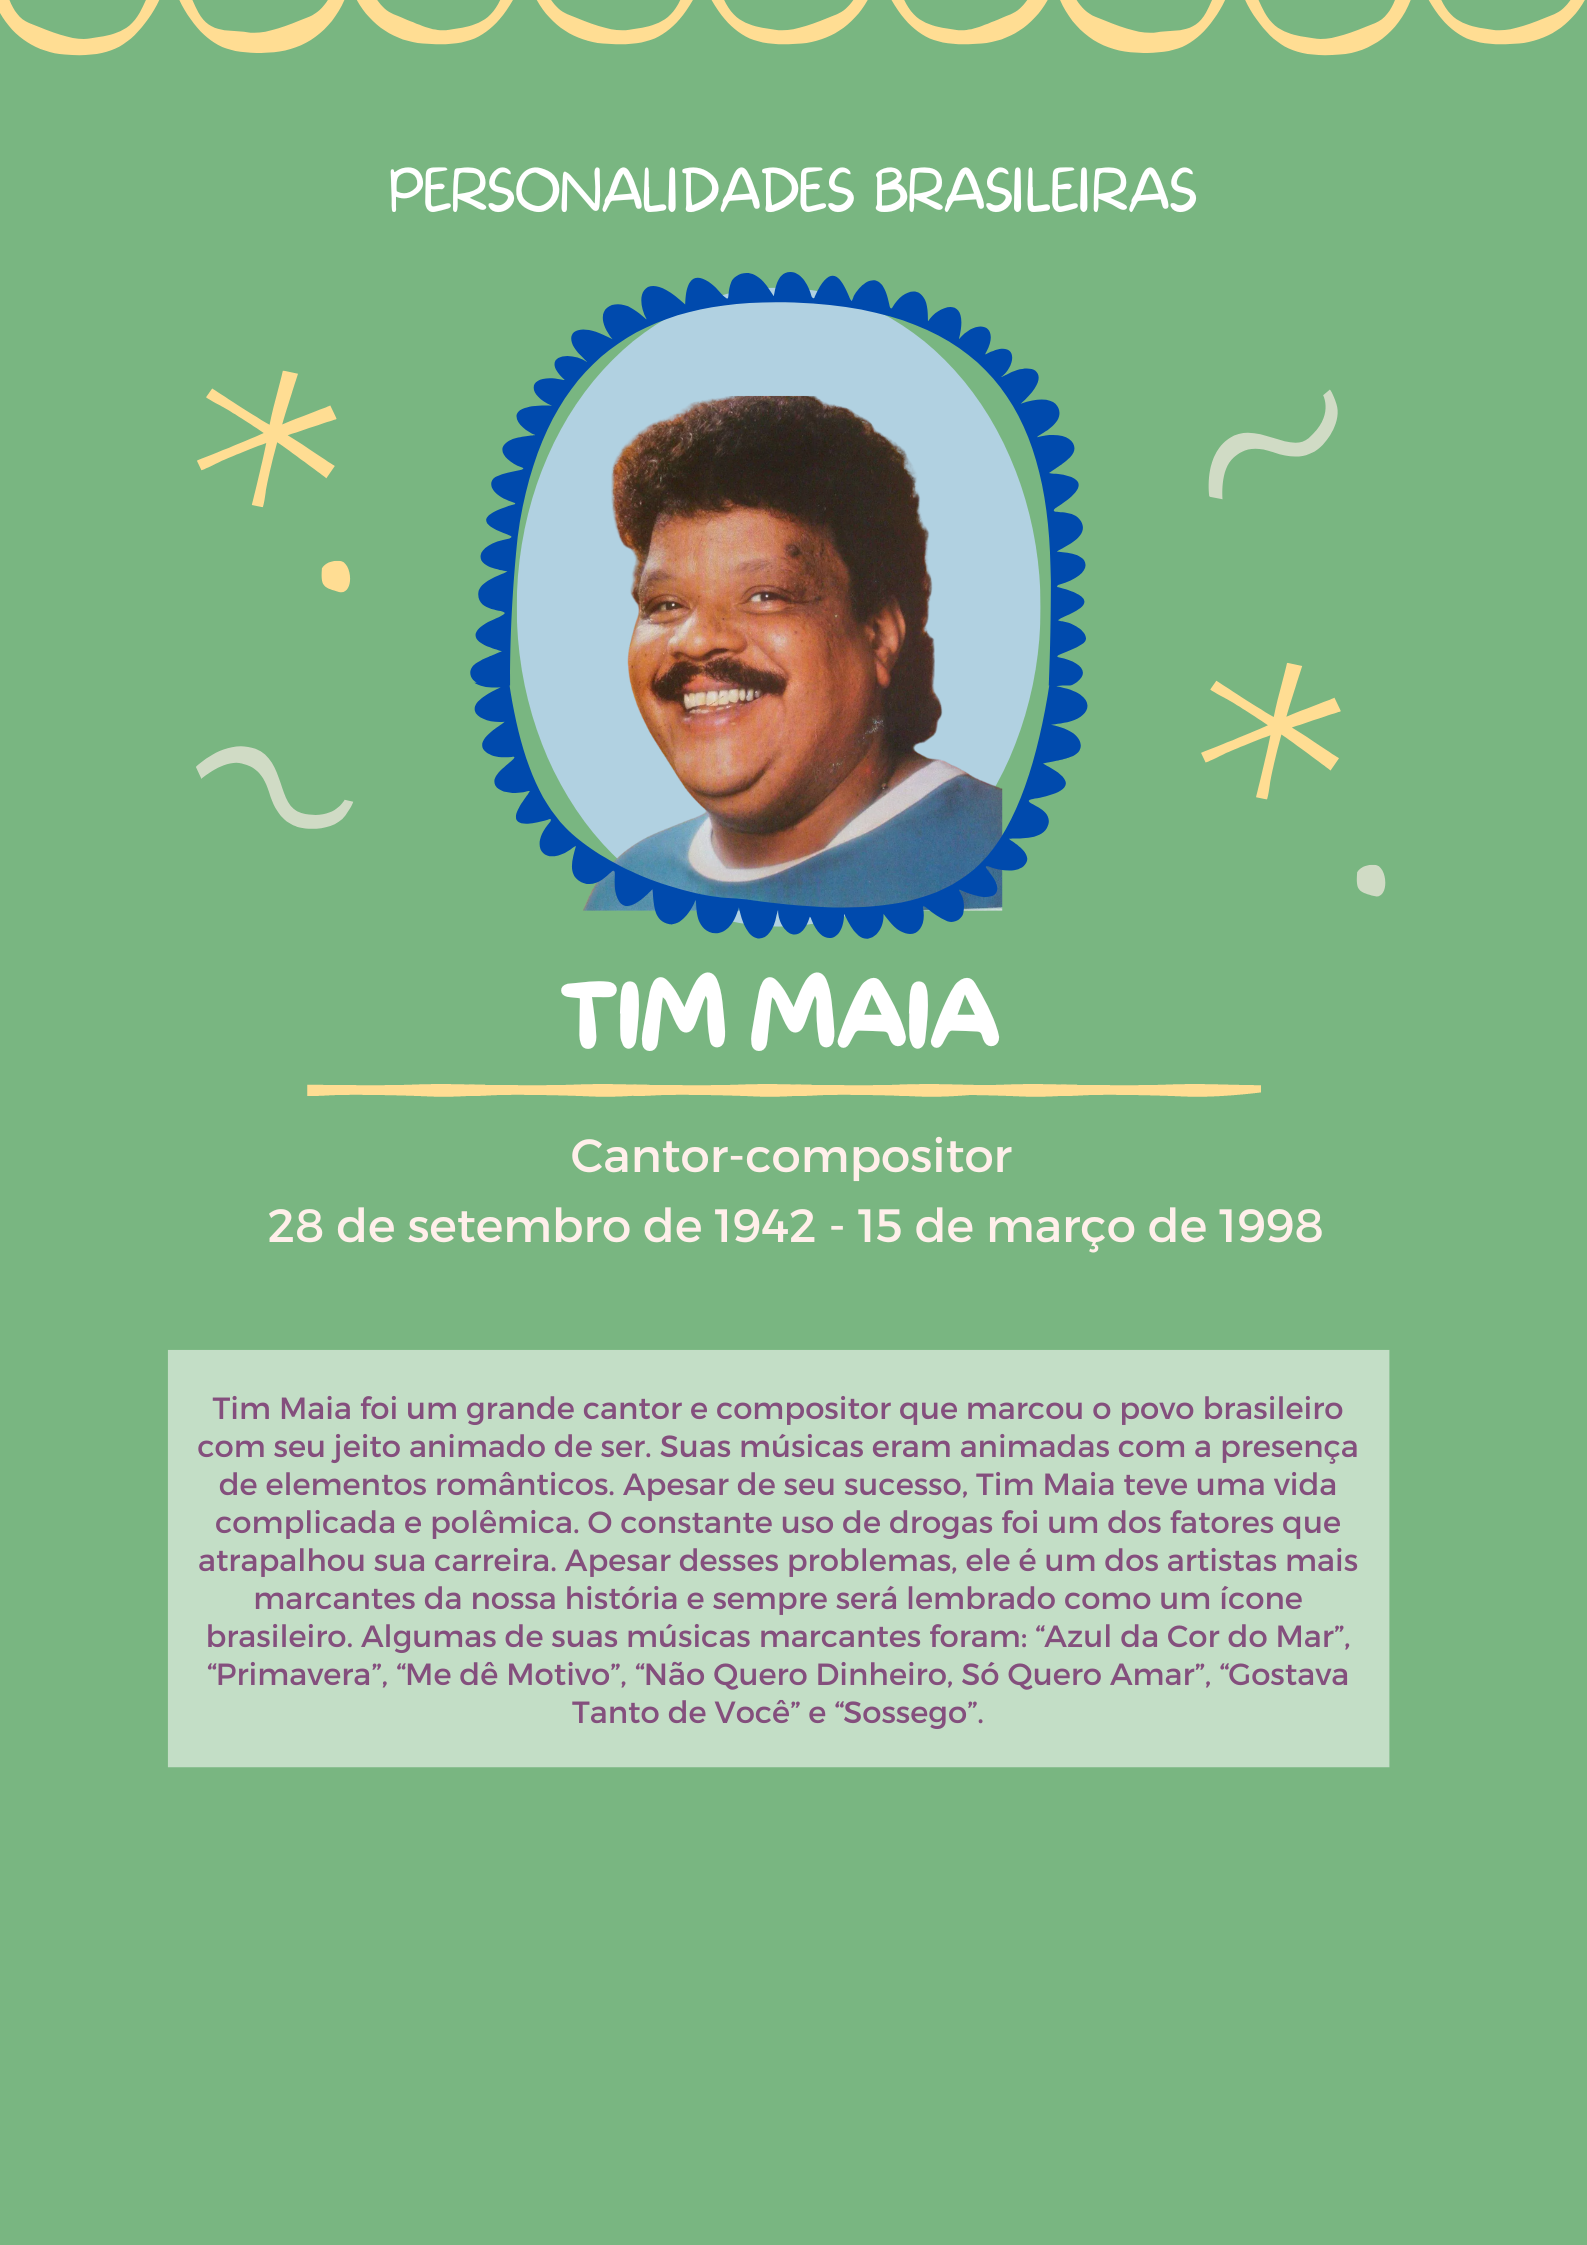 PERSONALIDADES BRASILEIRAS
TIM MAIA
Cantor-compositor
28 de setembro de 1942 - 15 de março de 1998
Tim Maia foi um grande cantor e compositor que marcou o povo brasileiro
com seu jeito animado de ser. Suas músicas eram animadas com a presença
de elementos românticos. Apesar de seu sucesso, Tim Maia teve uma vida
complicada e polêmica. O constante uso de drogas foi um dos fatores que
atrapalhou sua carreira. Apesar desses problemas, ele é um dos artistas mais
marcantes da nossa história e sempre será lembrado como um ícone
brasileiro. Algumas de suas músicas marcantes foram: “Azul da Cor do Mar”,
“Primavera”, “Me dê Motivo”, “Não Quero Dinheiro, Só Quero Amar”, “Gostava
Tanto de Você” e “Sossego”.